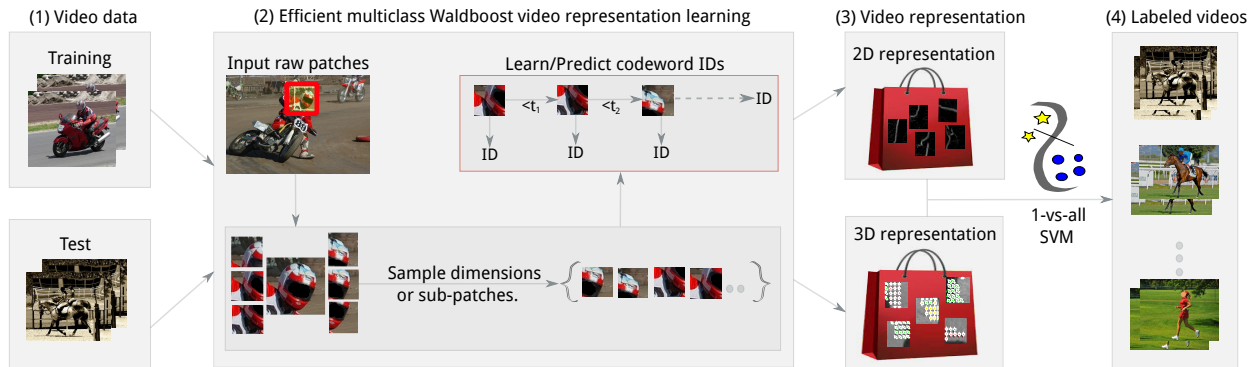 (1) Video data
(2) Efficient multiclass Waldboost video representation learning
(3) Video representation
(4) Labeled videos
Training
Input raw patches
Learn/Predict codeword IDs
<t₁
<t₂
ID
ID
ID
ID
2D representation
1-vs-all
SVM
Test
Sample dimensions
or sub-patches.
3D representation